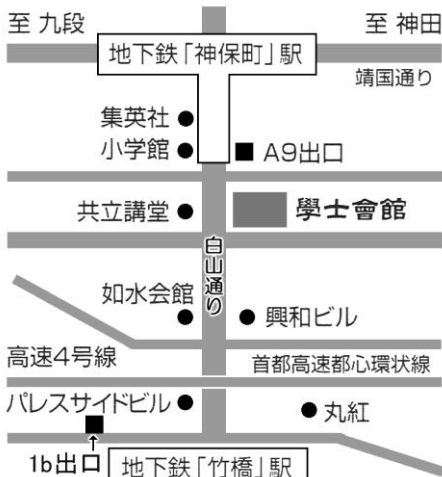 至 九段
至 神田
地下鉄「神保町」駅
靖国通り
集英社
小学館
A9出口
共立講堂
學士會館
白山通り
如水会館
興和ビル
高速4号線
首都高速都心環状線
パレスサイドビル
丸紅
1b出口
地下鉄「竹橋」駅